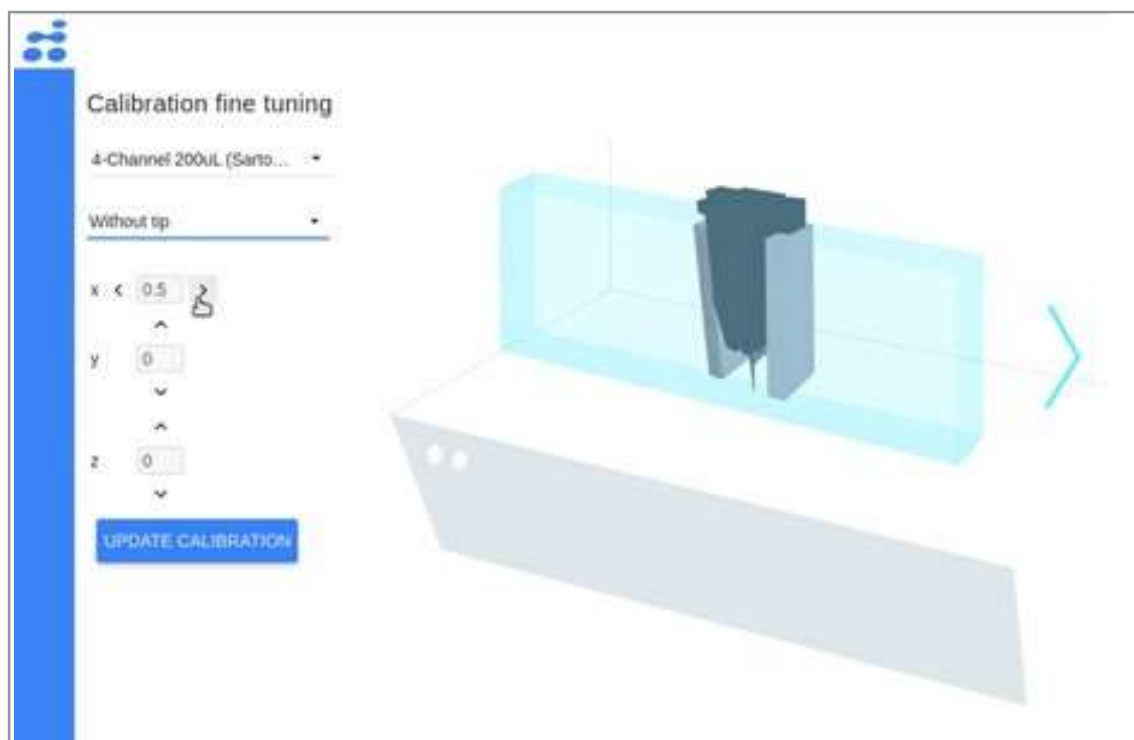 Calibration fine tuning
4-Channel 200uL (Sarto...
Without tip
x < 0.5 >
y 0
z 0
UPDATE CALIBRATION